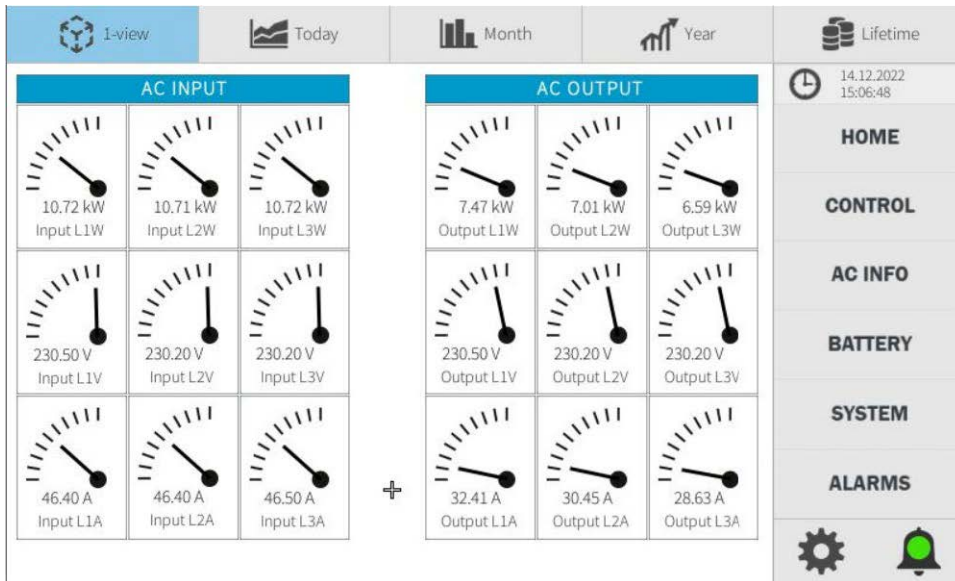 1-view Today Month Year Lifetime
14.12.2022
15:06:48
AC INPUT
10.72 kW 10.71 kW 10.72 kW
Input L1W Input L2W Input L3W
230.50 V 230.20 V 230.20 V
Input L1V Input L2V Input L3V
46.40 A 46.40 A 46.50 A
Input L1A Input L2A Input L3A
AC OUTPUT
7.47 kW 7.01 kW 6.59 kW
Output L1W Output L2W Output L3W
230.50 V 230.20 V 230.20 V
Output L1V Output L2V Output L3V
32.41 A 30.45 A 28.63 A
Output L1A Output L2A Output L3A
HOME
CONTROL
AC INFO
BATTERY
SYSTEM
ALARMS